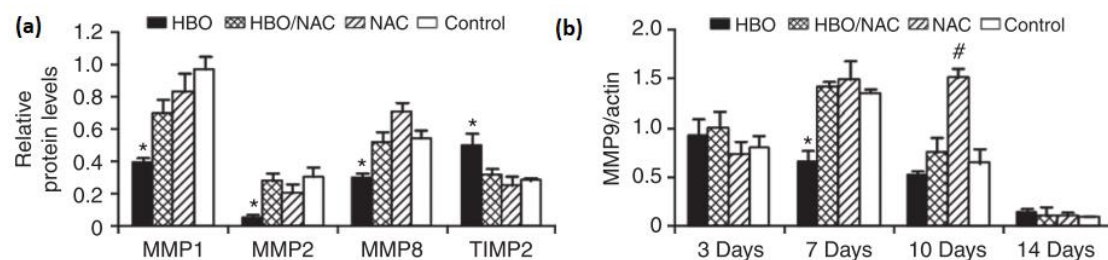 (a)
HBO HBO/NAC NAC Control
Relative
protein levels
1.2
1.0
0.8
0.6
0.4
0.2
0
*
*
*
*
MMP1 MMP2 MMP8 TIMP2
(b)
HBO HBO/NAC NAC Control
MMP9/actin
2.0
1.5
1.0
0.5
0
*
#
3 Days 7 Days 10 Days 14 Days